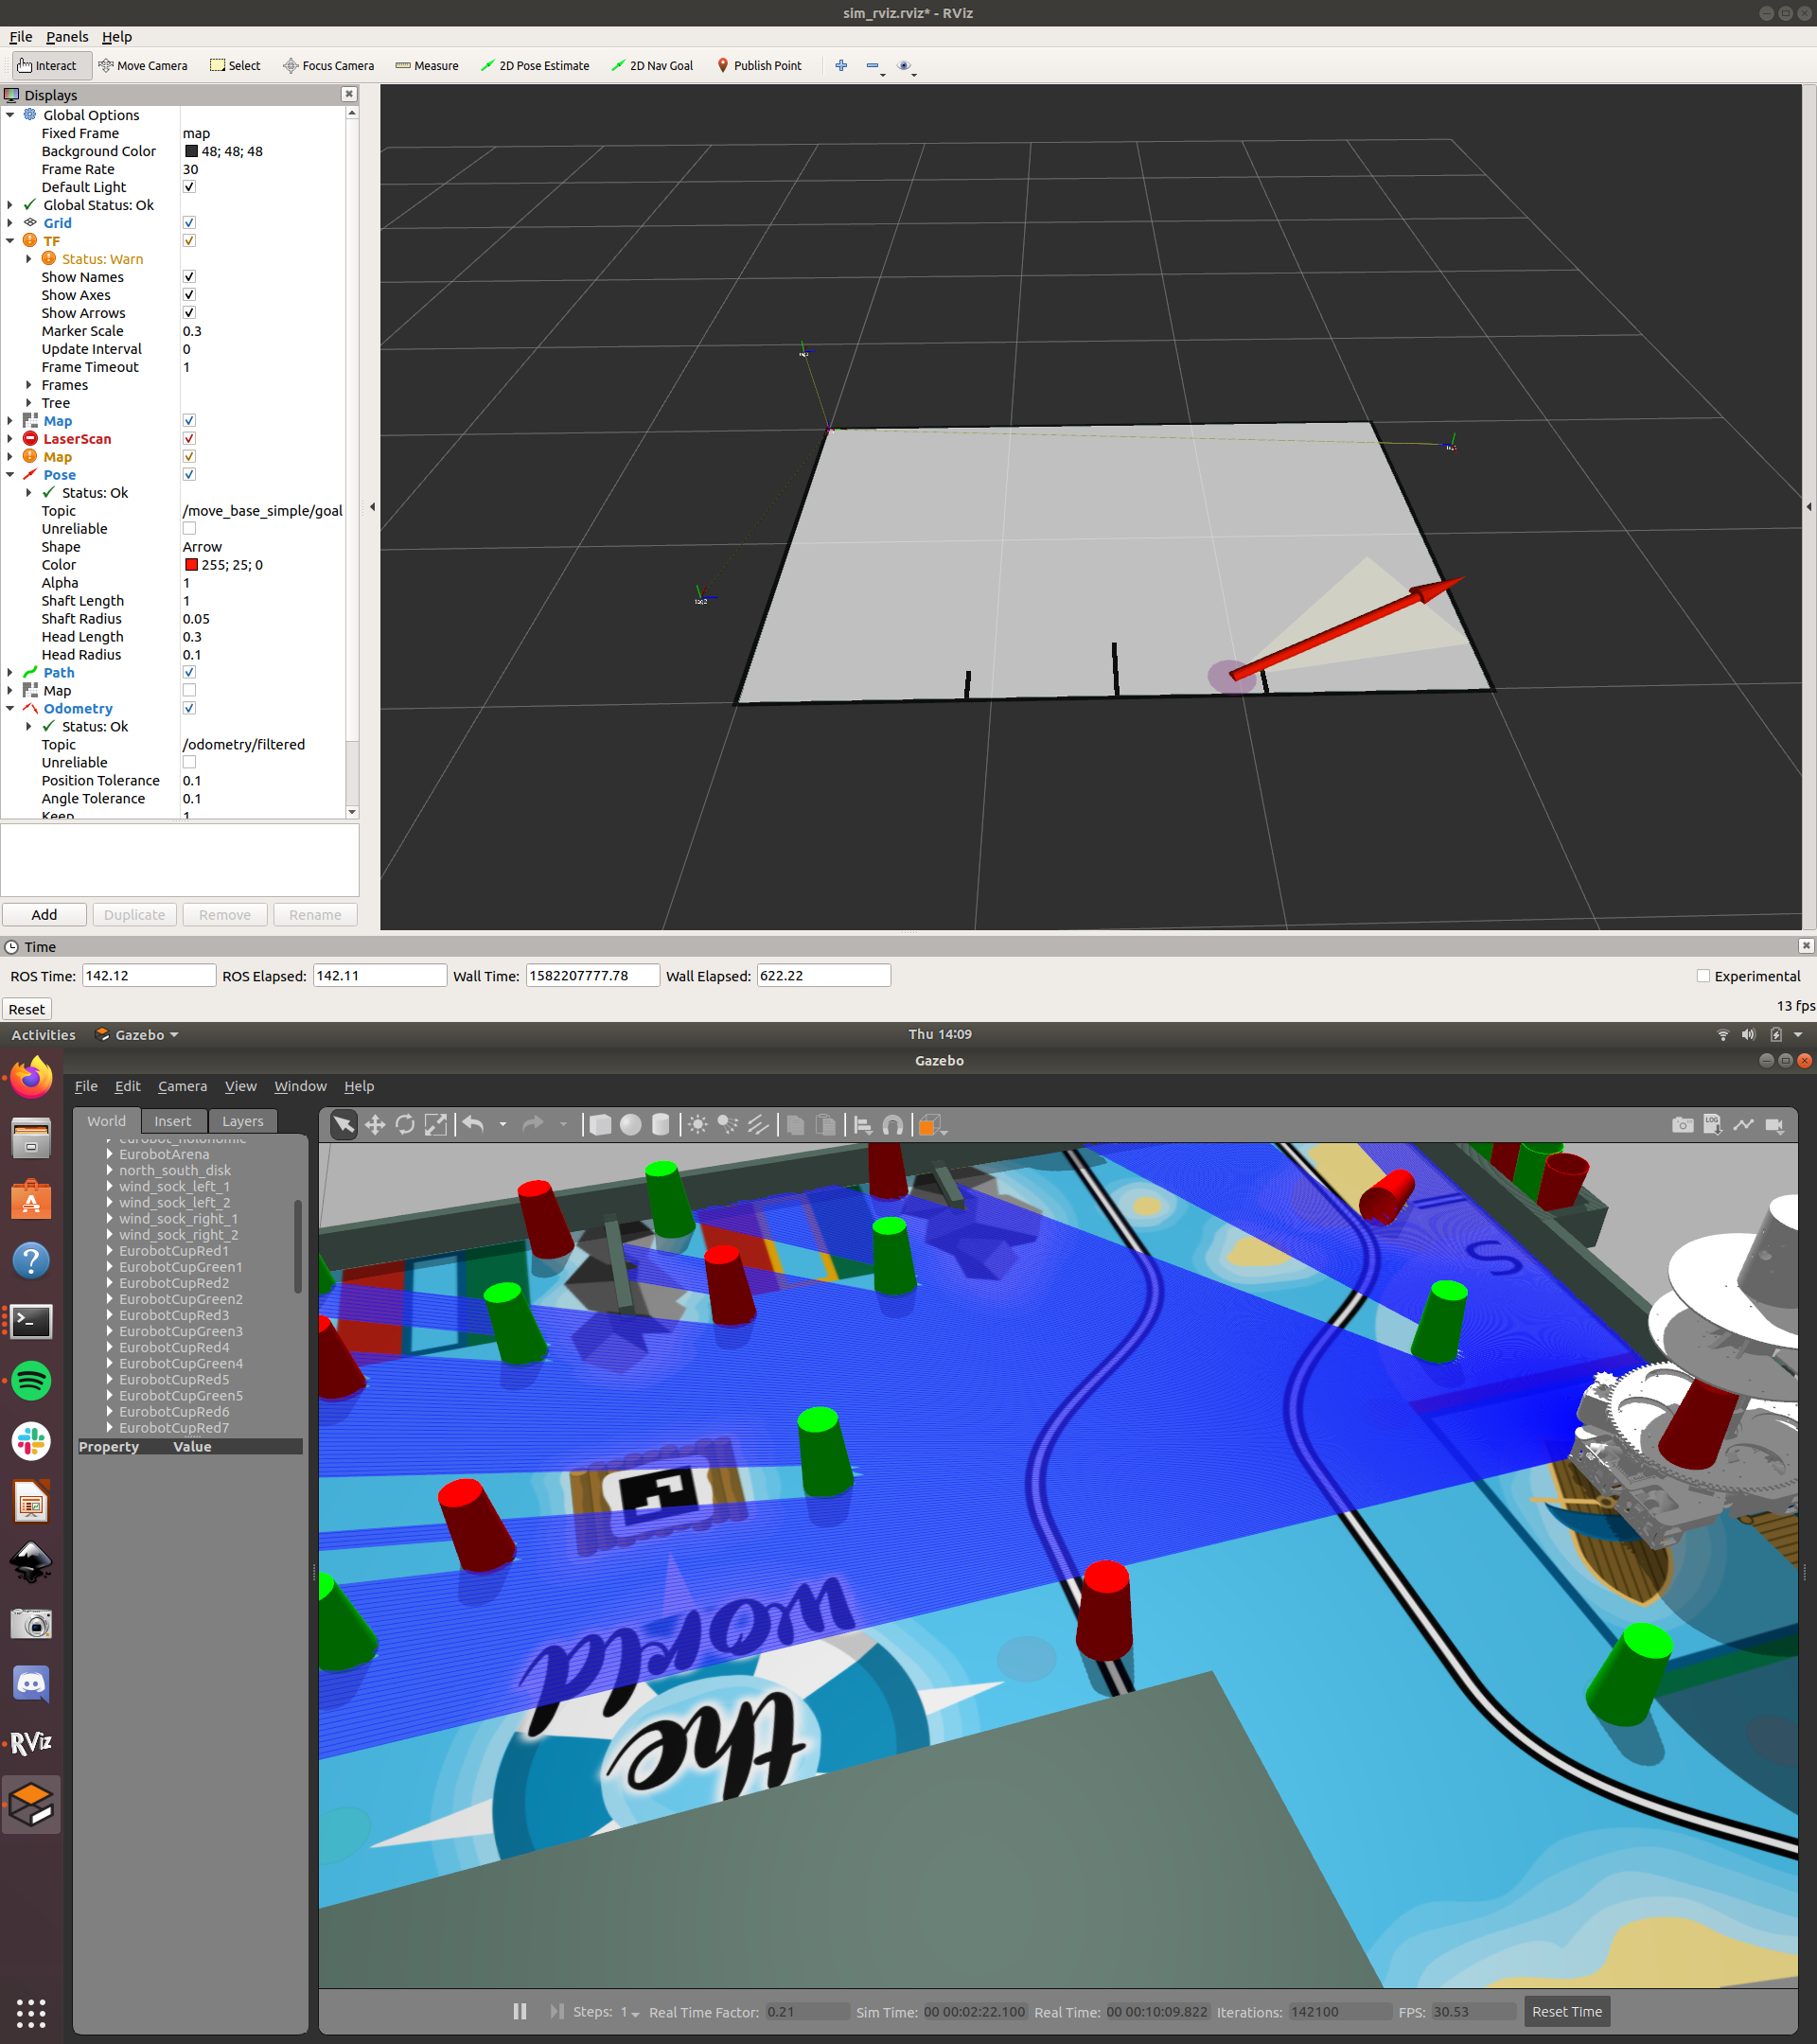 sim_rviz.rviz* - RViz
File Panels Help
Interact Move Camera Select Focus Camera Measure 2D Pose Estimate 2D Nav Goal Publish Point
Displays
Global Options
Fixed Frame map
Background Color 48; 48; 48
Frame Rate 30
Default Light
Global Status: Ok
Grid
TF
Status: Warn
Show Names
Show Axes
Show Arrows
Marker Scale 0.3
Update Interval 0
Frame Timeout 1
Frames
Tree
Map
LaserScan
Map
Pose
Status: Ok
Topic /move_base_simple/goal
Unreliable
Shape Arrow
Color 255; 25; 0
Alpha 1
Shaft Length 1
Shaft Radius 0.05
Head Length 0.3
Head Radius 0.1
Path
Map
Odometry
Status: Ok
Topic /odometry/filtered
Unreliable
Position Tolerance 0.1
Angle Tolerance 0.1
Keep 1
Add Duplicate Remove Rename
Time
ROS Time: 142.12 ROS Elapsed: 142.11 Wall Time: 1582207777.78 Wall Elapsed: 622.22 Experimental
Reset 13 fps
Activities Gazebo Thu 14:09
Gazebo
File Edit Camera View Window Help
World Insert Layers
LOG
eurobot_holonomic
EurobotArena
north_south_disk
wind_sock_left_1
wind_sock_left_2
wind_sock_right_1
wind_sock_right_2
EurobotCupRed1
EurobotCupGreen1
EurobotCupRed2
EurobotCupGreen2
EurobotCupRed3
EurobotCupGreen3
EurobotCupRed4
EurobotCupGreen4
EurobotCupRed5
EurobotCupGreen5
EurobotCupRed6
EurobotCupRed7
Property Value
RViz
S
world
the
Steps: 1 Real Time Factor: 0.21 Sim Time: 00 00:02:22.100 Real Time: 00 00:10:09.822 Iterations: 142100 FPS: 30.53 Reset Time